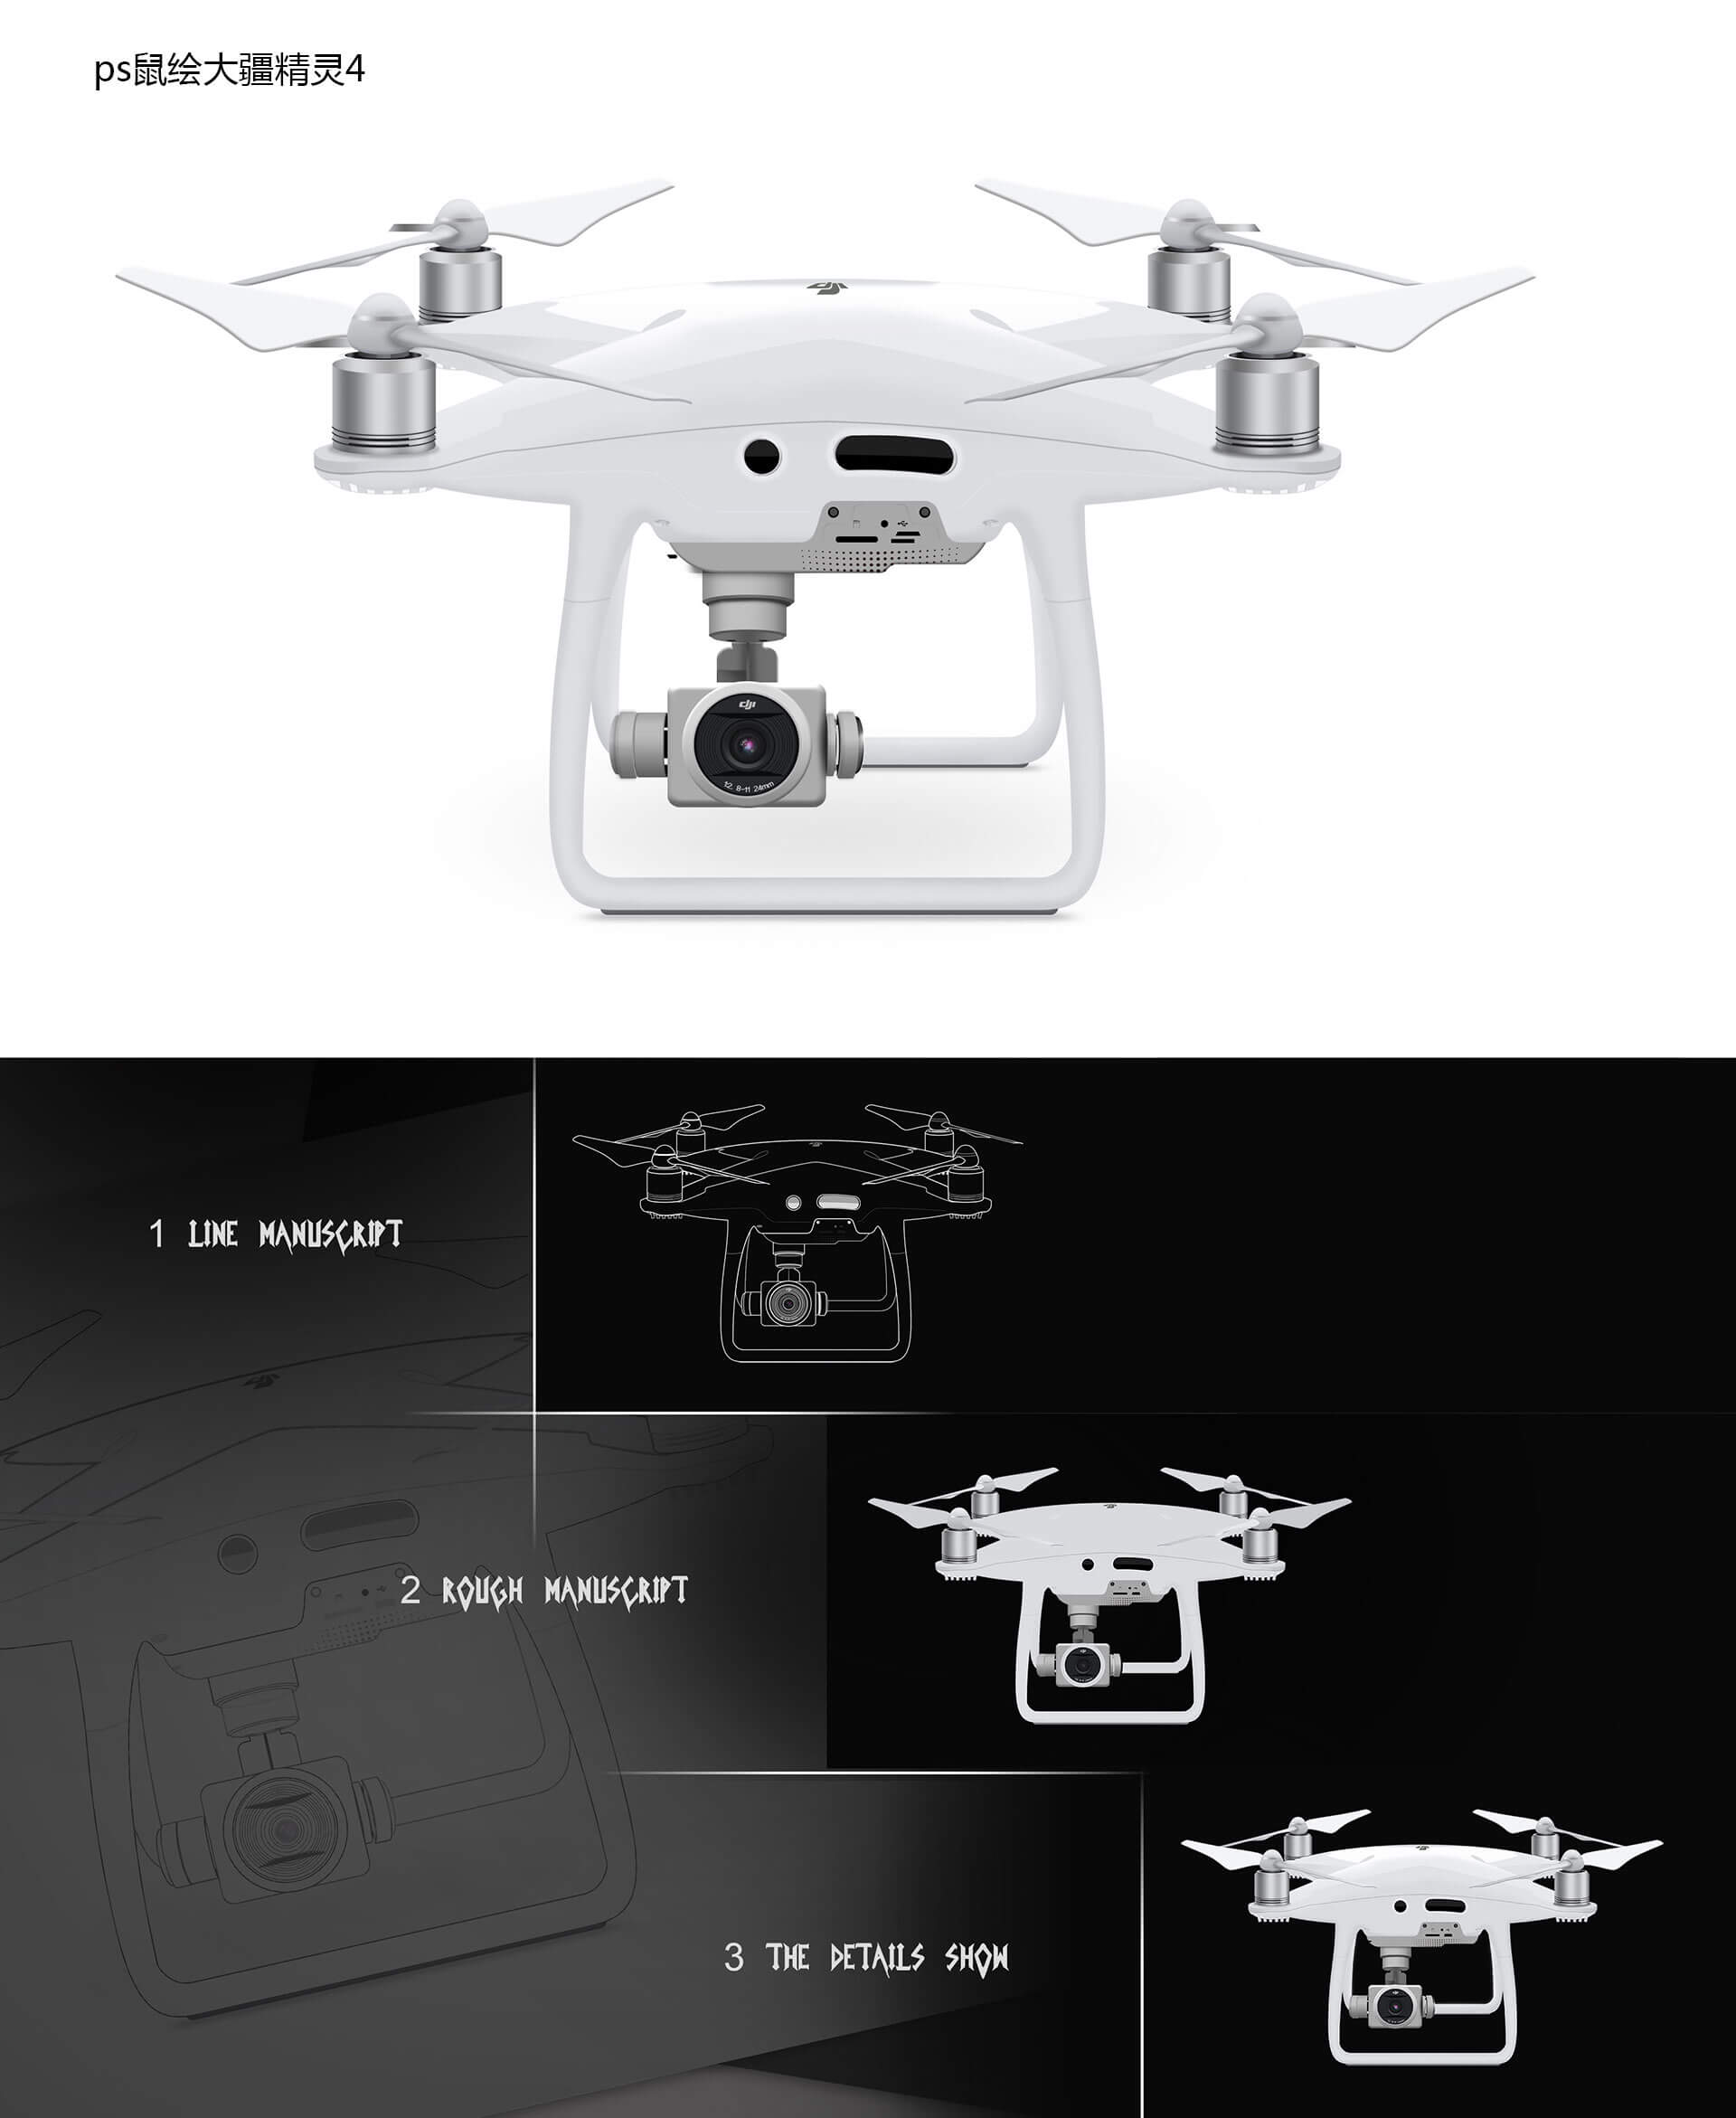 ps鼠绘大疆精灵4
dji
f2.8-11 24mm
1 LINE MANUSCRIPT
2 ROUGH MANUSCRIPT
3 THE DETAILS SHOW